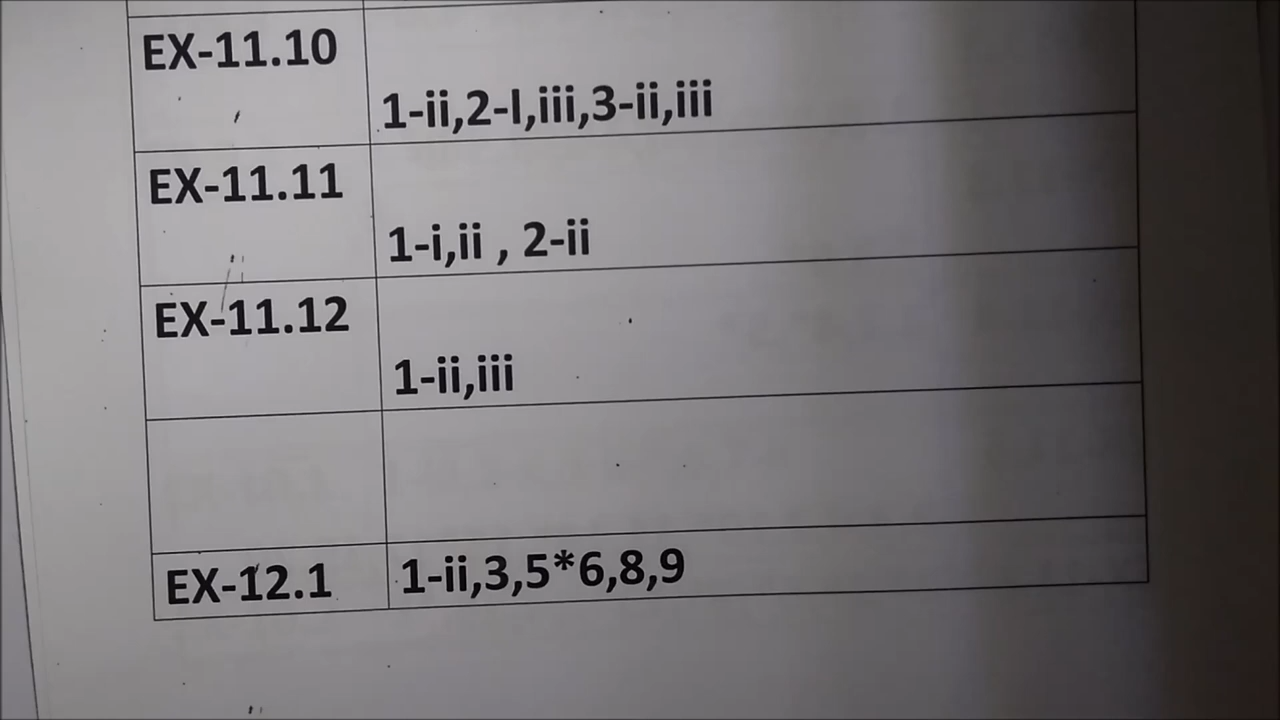 EX-11.10
1-ii,2-I,iii,3-ii,iii
EX-11.11
1-i,ii , 2-ii
EX-11.12
1-ii,iii
EX-12.1
1-ii,3,5*6,8,9